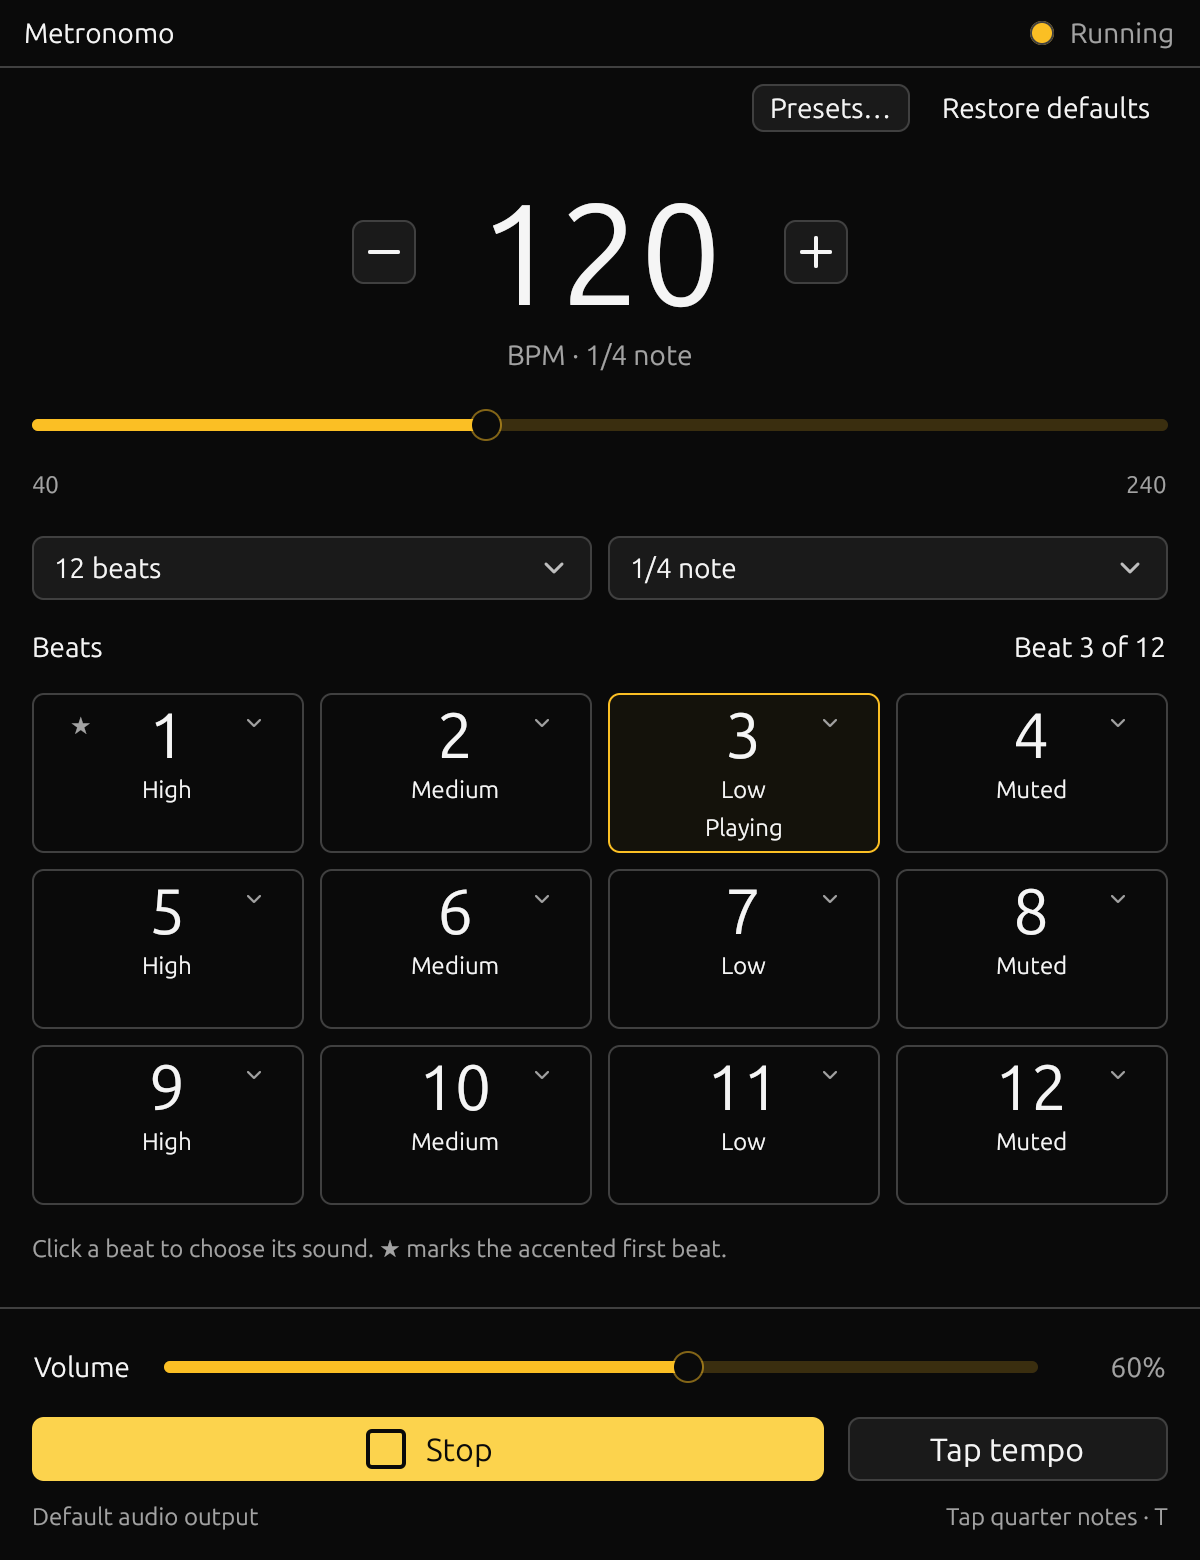 Metronomo
Running
Presets...
Restore defaults
120
BPM · 1/4 note
40
240
12 beats
1/4 note
Beats
Beat 3 of 12
★ 1
High
2
Medium
3
Low
Playing
4
Muted
5
High
6
Medium
7
Low
8
Muted
9
High
10
Medium
11
Low
12
Muted
Click a beat to choose its sound. ★ marks the accented first beat.
Volume
60%
Stop
Tap tempo
Default audio output
Tap quarter notes · T